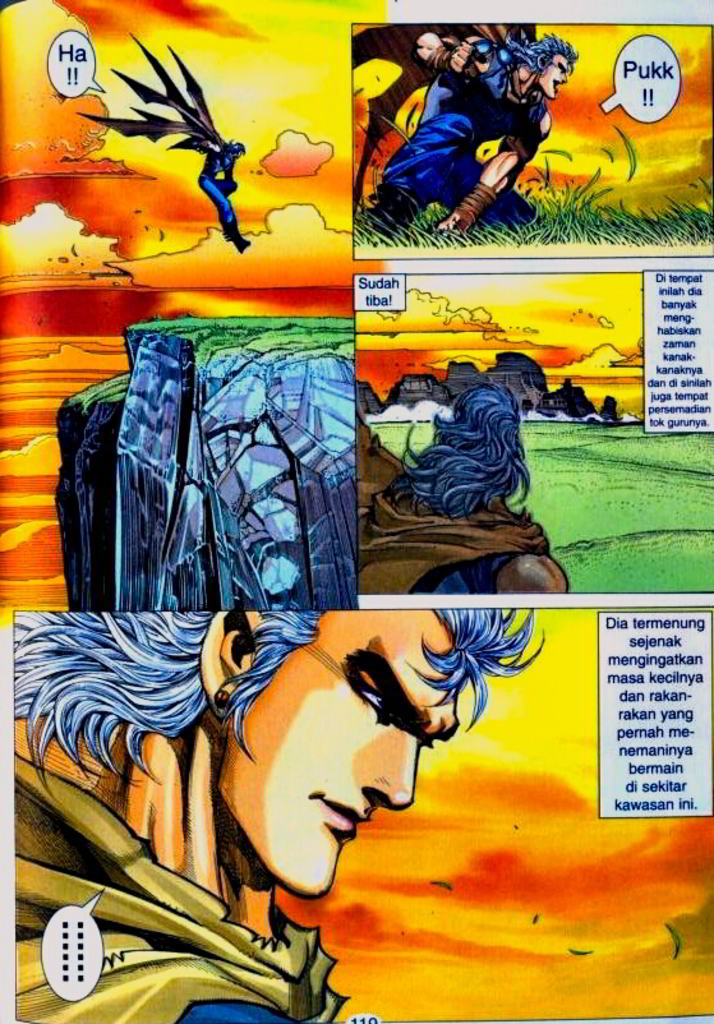 Ha
!!
Pukk
!!
Sudah
tiba!
Di tempat
inilah dia
banyak
meng-
habiskan
zaman
kanak-
kanaknya
dan di sinilah
juga tempat
persemadian
tok gurunya.
Dia termenung
sejenak
mengingatkan
masa kecilnya
dan rakan-
rakan yang
pernah me-
nemaninya
bermain
di sekitar
kawasan ini.
119